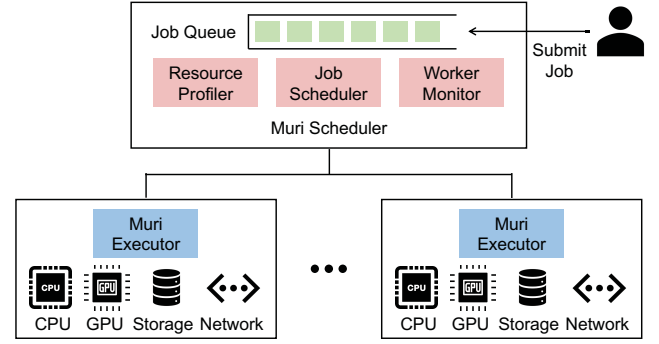 Job Queue
Submit
Job
Resource
Profiler
Job
Scheduler
Worker
Monitor
Muri Scheduler
Muri
Executor
CPU
GPU
CPU GPU Storage Network
Muri
Executor
CPU
GPU
CPU GPU Storage Network